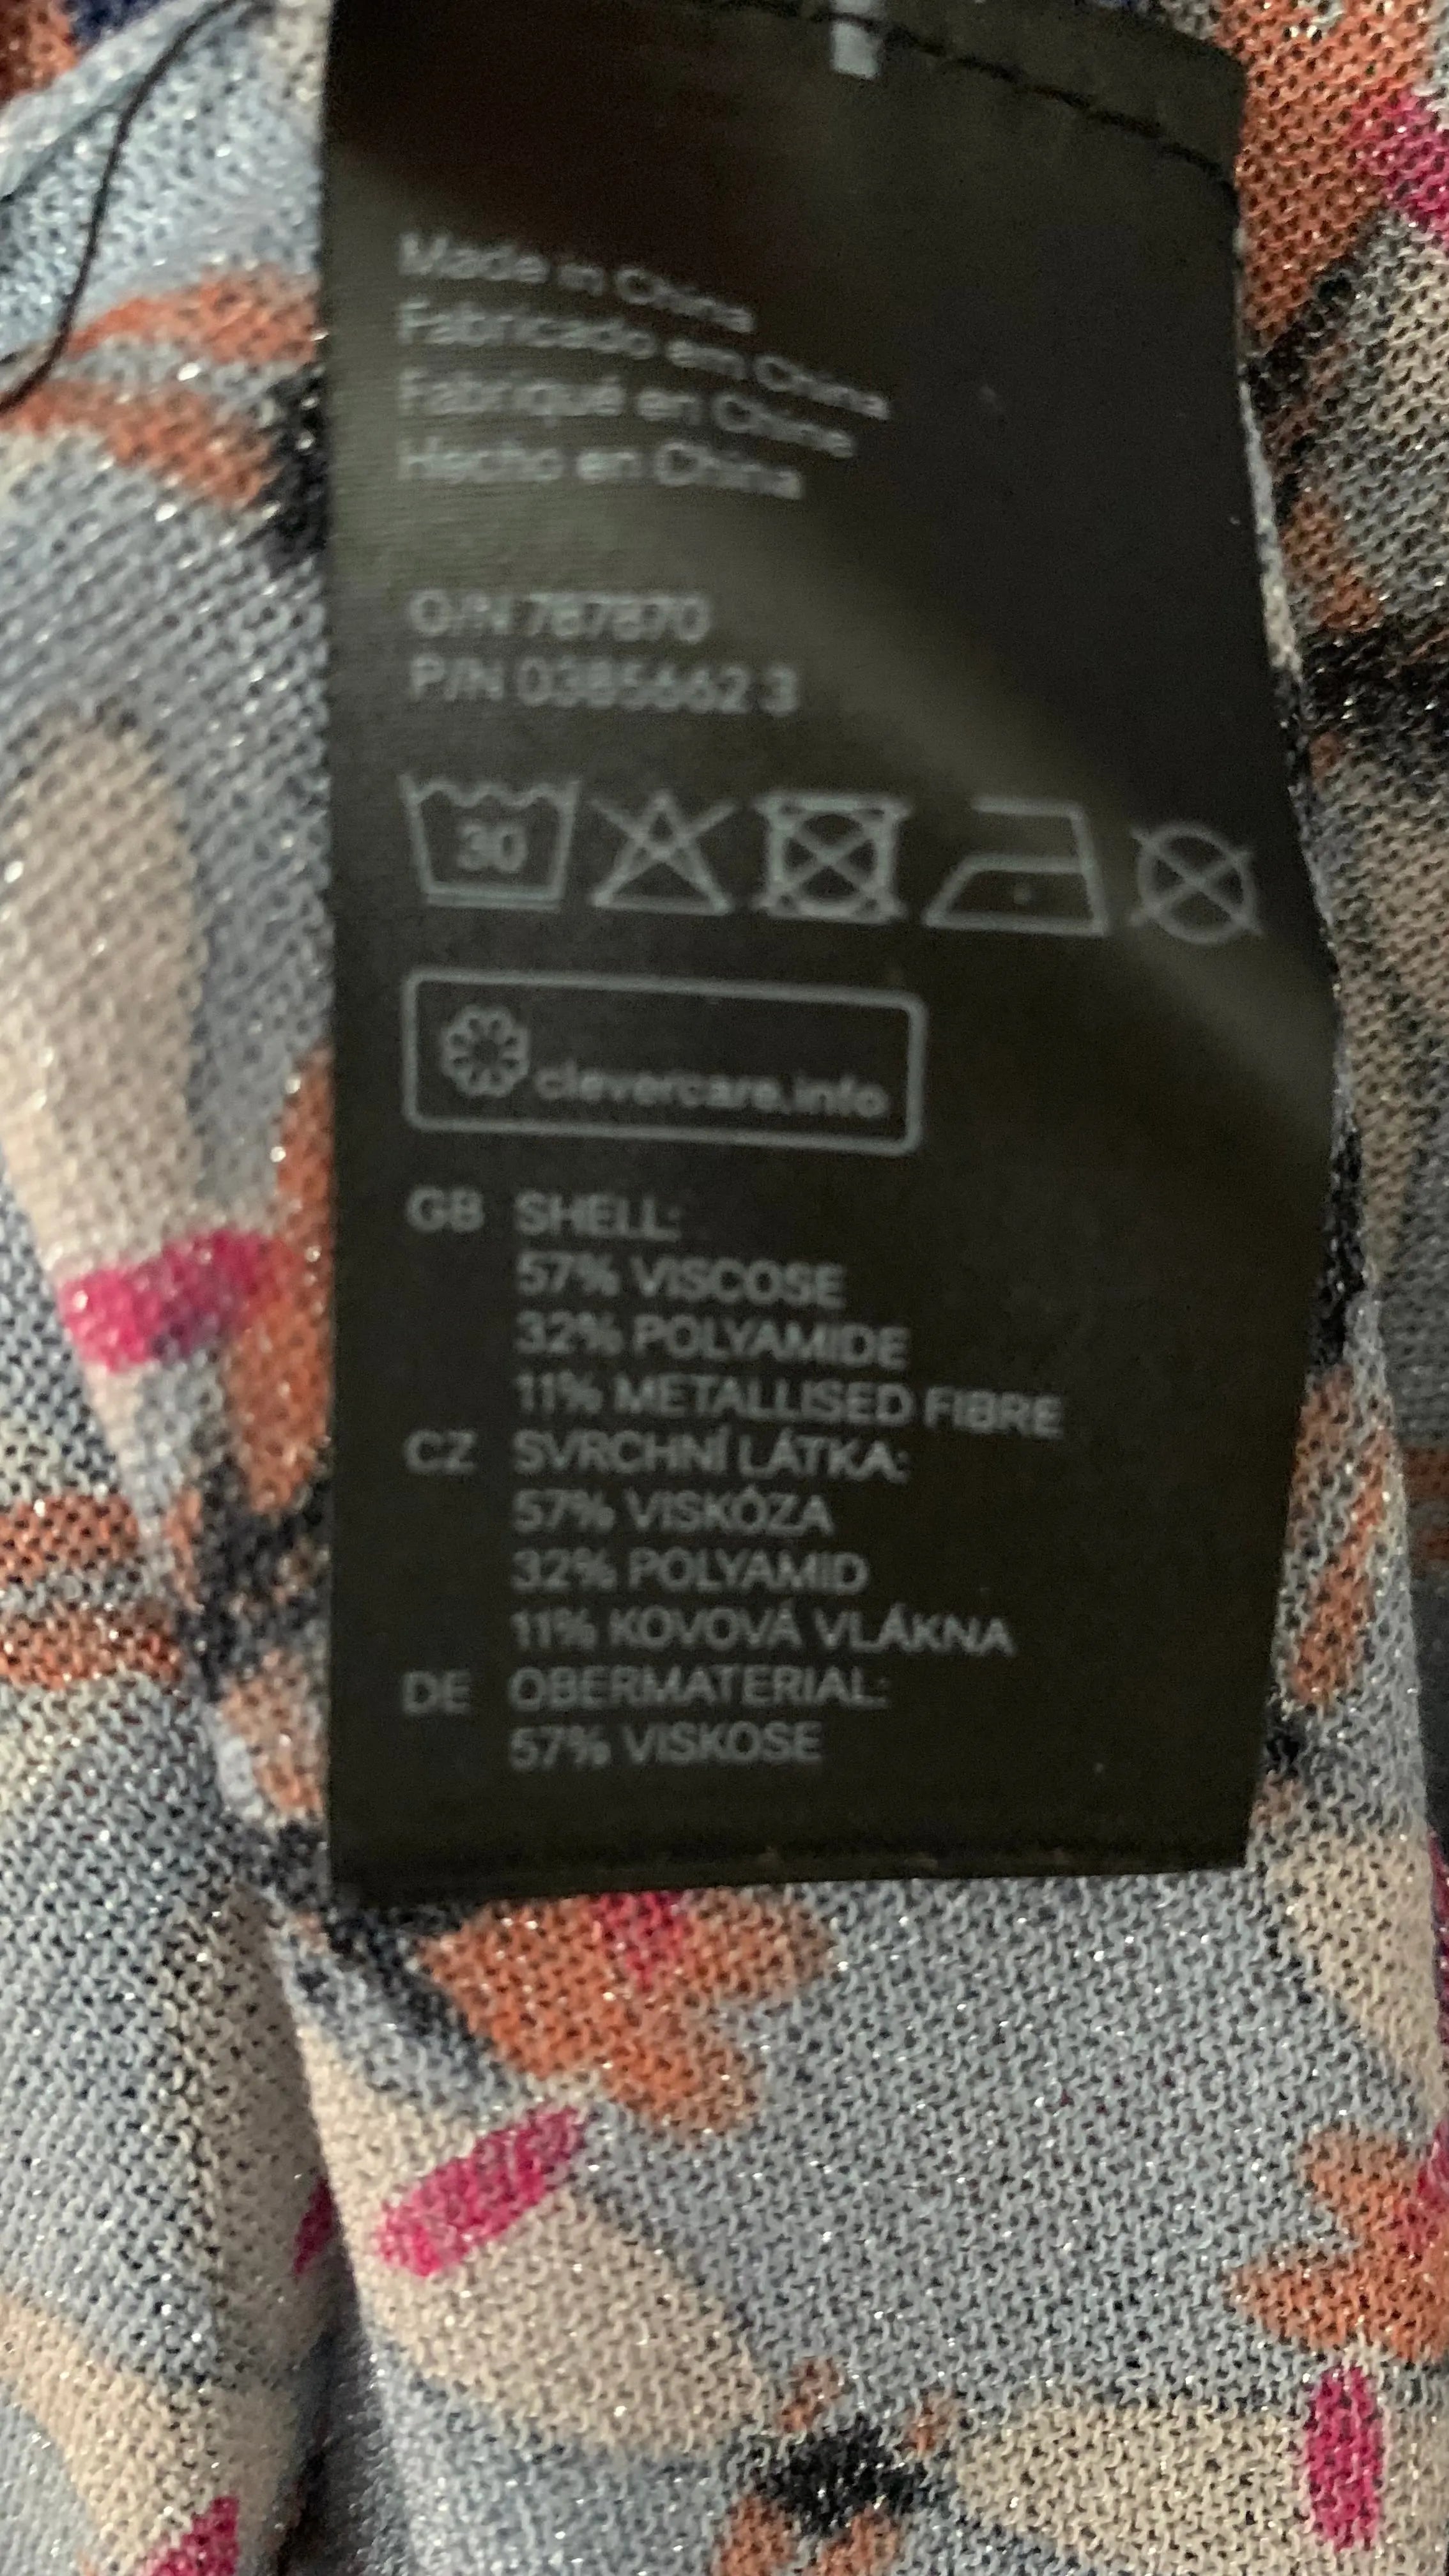 Made in China
Fabricado em China
Fabriqué en Chine
Hecho en China
O/N 787870
P/N 0385662 3
30
clevercare.info
GB SHELL:
57% VISCOSE
32% POLYAMIDE
11% METALLISED FIBRE
CZ SVRCHNÍ LÁTKA:
57% VISKÓZA
32% POLYAMID
11% KOVOVÁ VLÁKNA
DE OBERMATERIAL:
57% VISKOSE